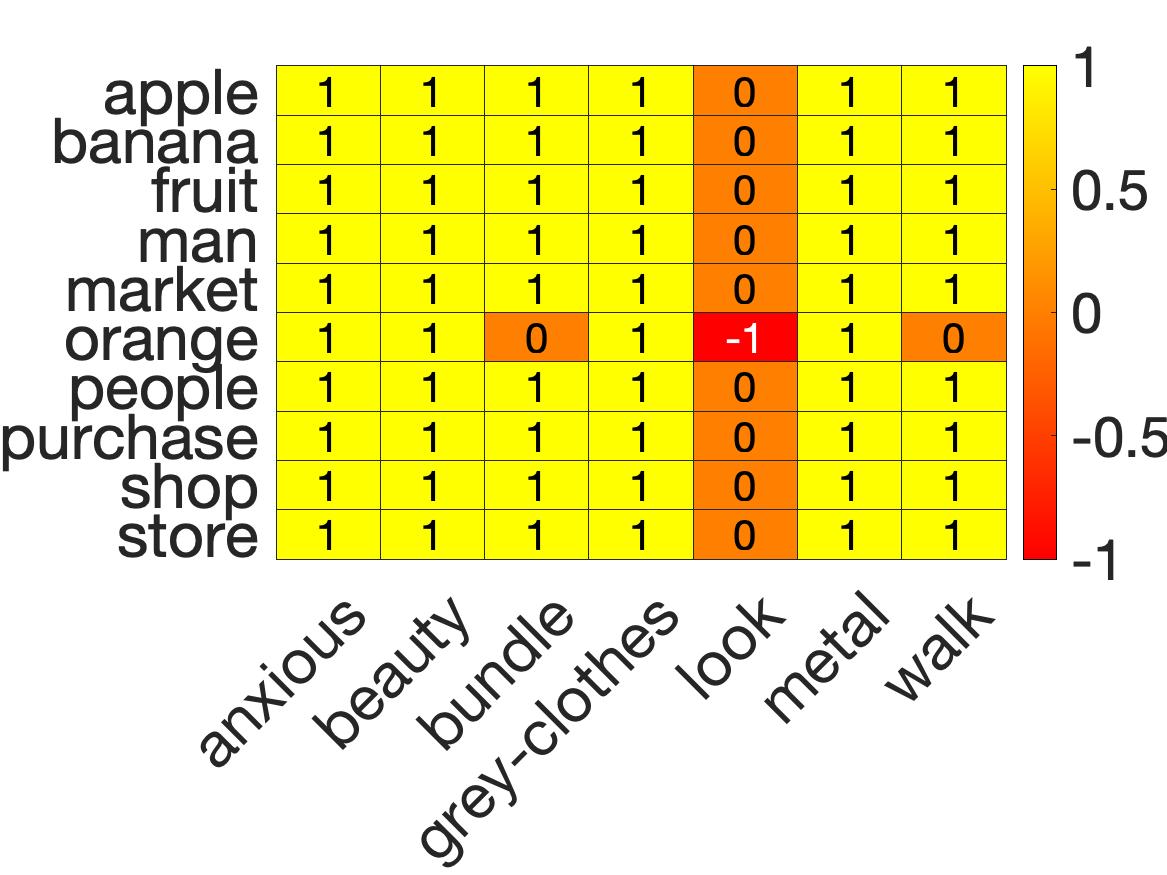 apple 1 1 1 1 0 1 1
banana 1 1 1 1 0 1 1
fruit 1 1 1 1 0 1 1
man 1 1 1 1 0 1 1
market 1 1 1 1 0 1 1
orange 1 1 0 1 -1 1 0
people 1 1 1 1 0 1 1
purchase 1 1 1 1 0 1 1
shop 1 1 1 1 0 1 1
store 1 1 1 1 0 1 1
anxious
beauty
bundle
grey-clothes
look
metal
walk
1
0.5
0
-0.5
-1